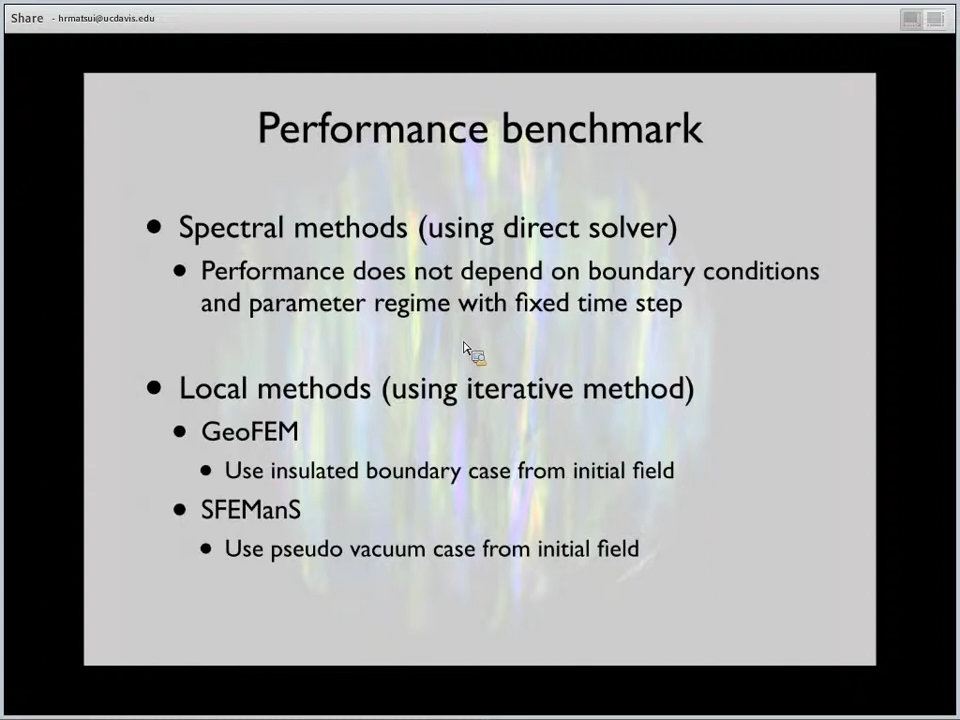 Share - hrmatsui@ucdavis.edu
Performance benchmark
• Spectral methods (using direct solver)
• Performance does not depend on boundary conditions
and parameter regime with fixed time step
• Local methods (using iterative method)
• GeoFEM
• Use insulated boundary case from initial field
• SFEManS
• Use pseudo vacuum case from initial field